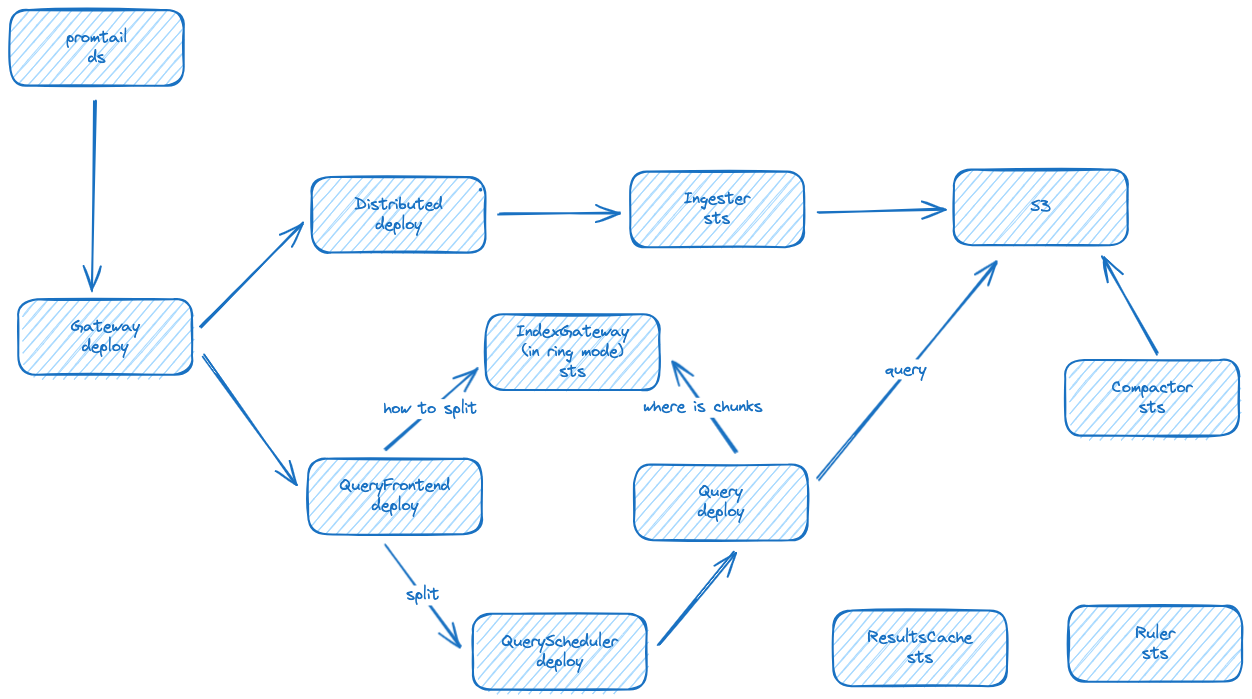 promtail
ds
Distributed
deploy
Ingester
sts
S3
Gateway
deploy
IndexGateway
(in ring mode)
sts
query
Compactor
sts
how to split
where is chunks
QueryFrontend
deploy
Query
deploy
split
QueryScheduler
deploy
ResultsCache
sts
Ruler
sts